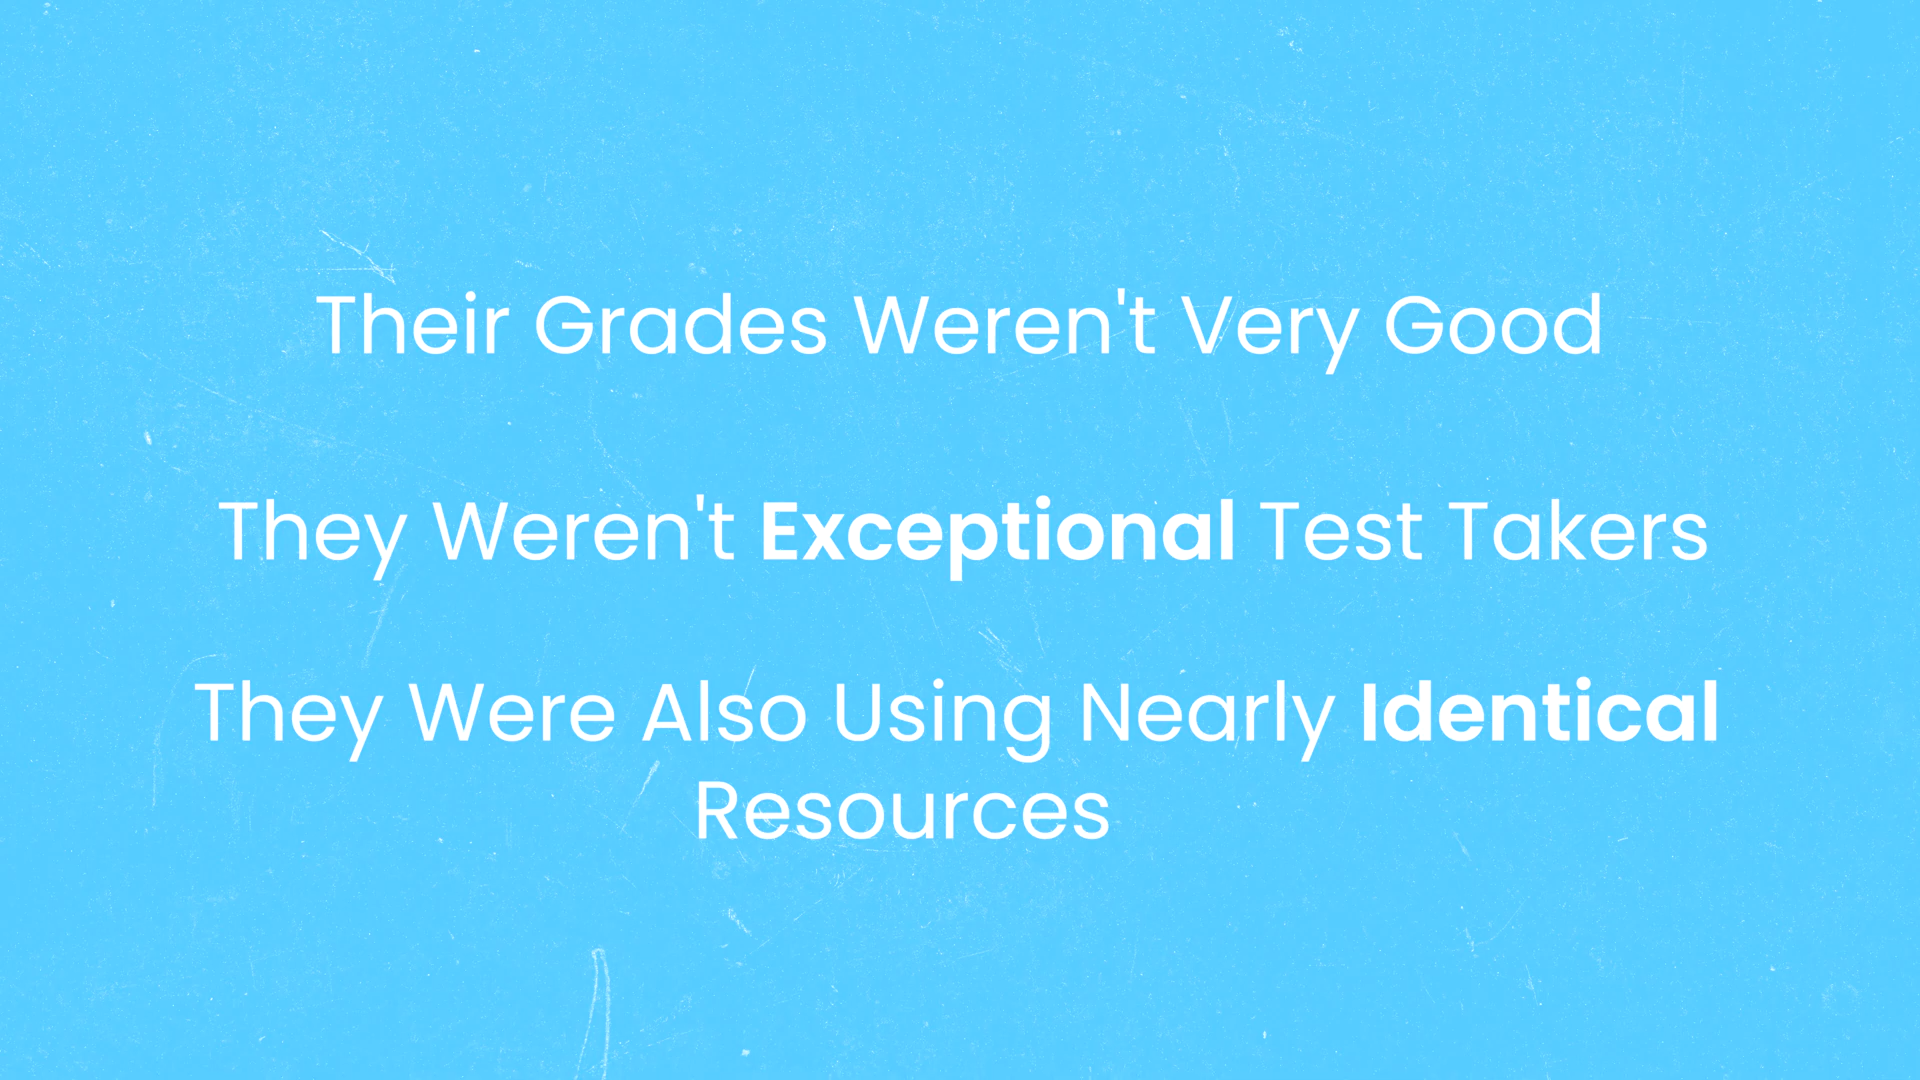 Their Grades Weren't Very Good
They Weren't Exceptional Test Takers
They Were Also Using Nearly Identical
Resources